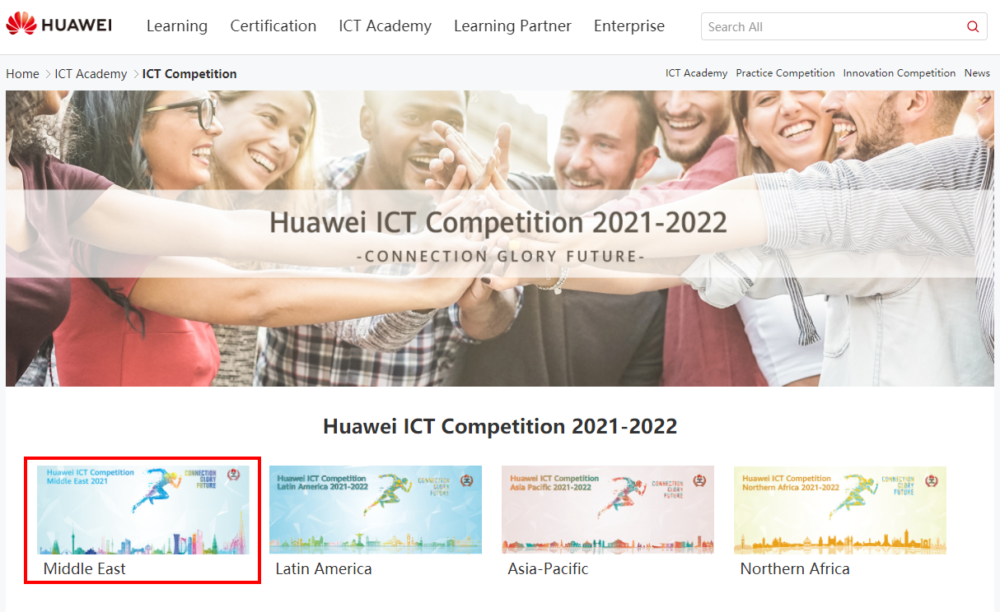 HUAWEI
Learning
Certification
ICT Academy
Learning Partner
Enterprise
Search All
Home
ICT Academy
ICT Competition
ICT Academy
Practice Competition
Innovation Competition
News
Huawei ICT Competition 2021-2022
-CONNECTION GLORY FUTURE-
Huawei ICT Competition 2021-2022
Huawei ICT Competition
Middle East 2021
CONNECTION
GLORY
FUTURE
Middle East
Huawei ICT Competition
Latin America 2021-2022
CONNECTION
GLORY
FUTURE
Latin America
Huawei ICT Competition
Asia Pacific 2021-2022
CONNECTION
GLORY
FUTURE
Asia-Pacific
Huawei ICT Competition
Northern Africa 2021-2022
CONNECTION
GLORY
FUTURE
Northern Africa